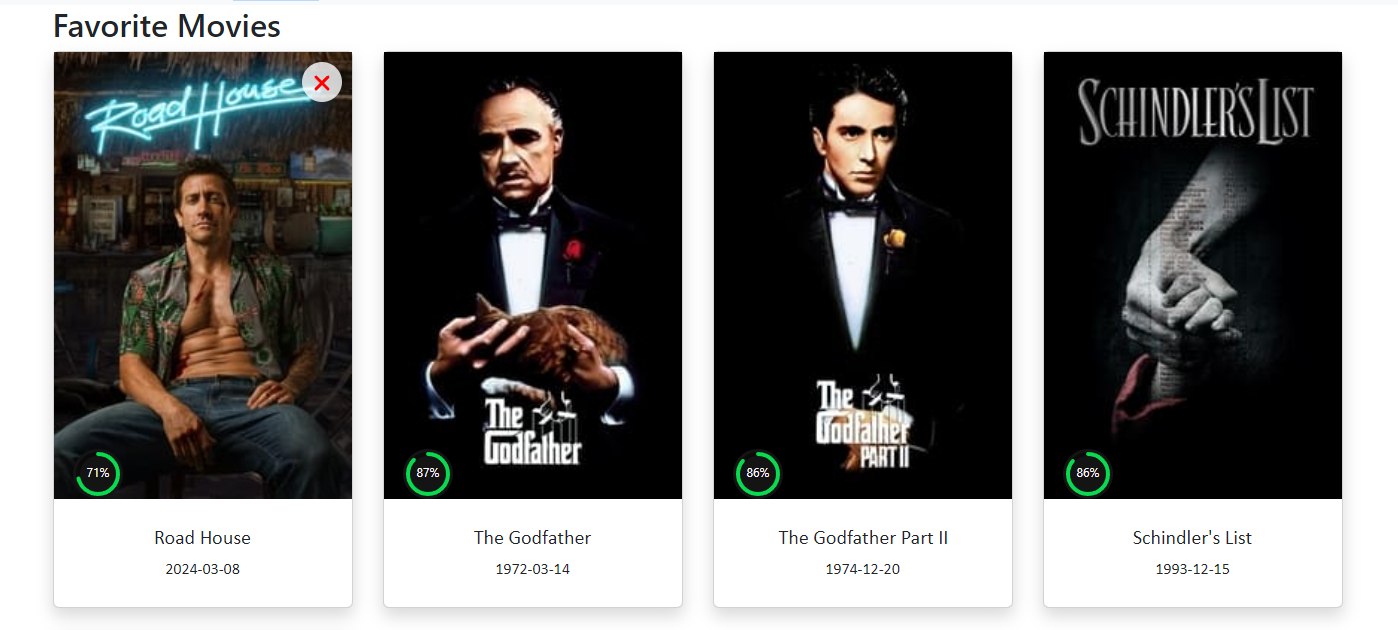 Favorite Movies
Road House
71%
Road House
2024-03-08
The
Godfather
87%
The Godfather
1972-03-14
The
Godfather
PART II
86%
The Godfather Part II
1974-12-20
SCHINDLER'S LIST
86%
Schindler's List
1993-12-15